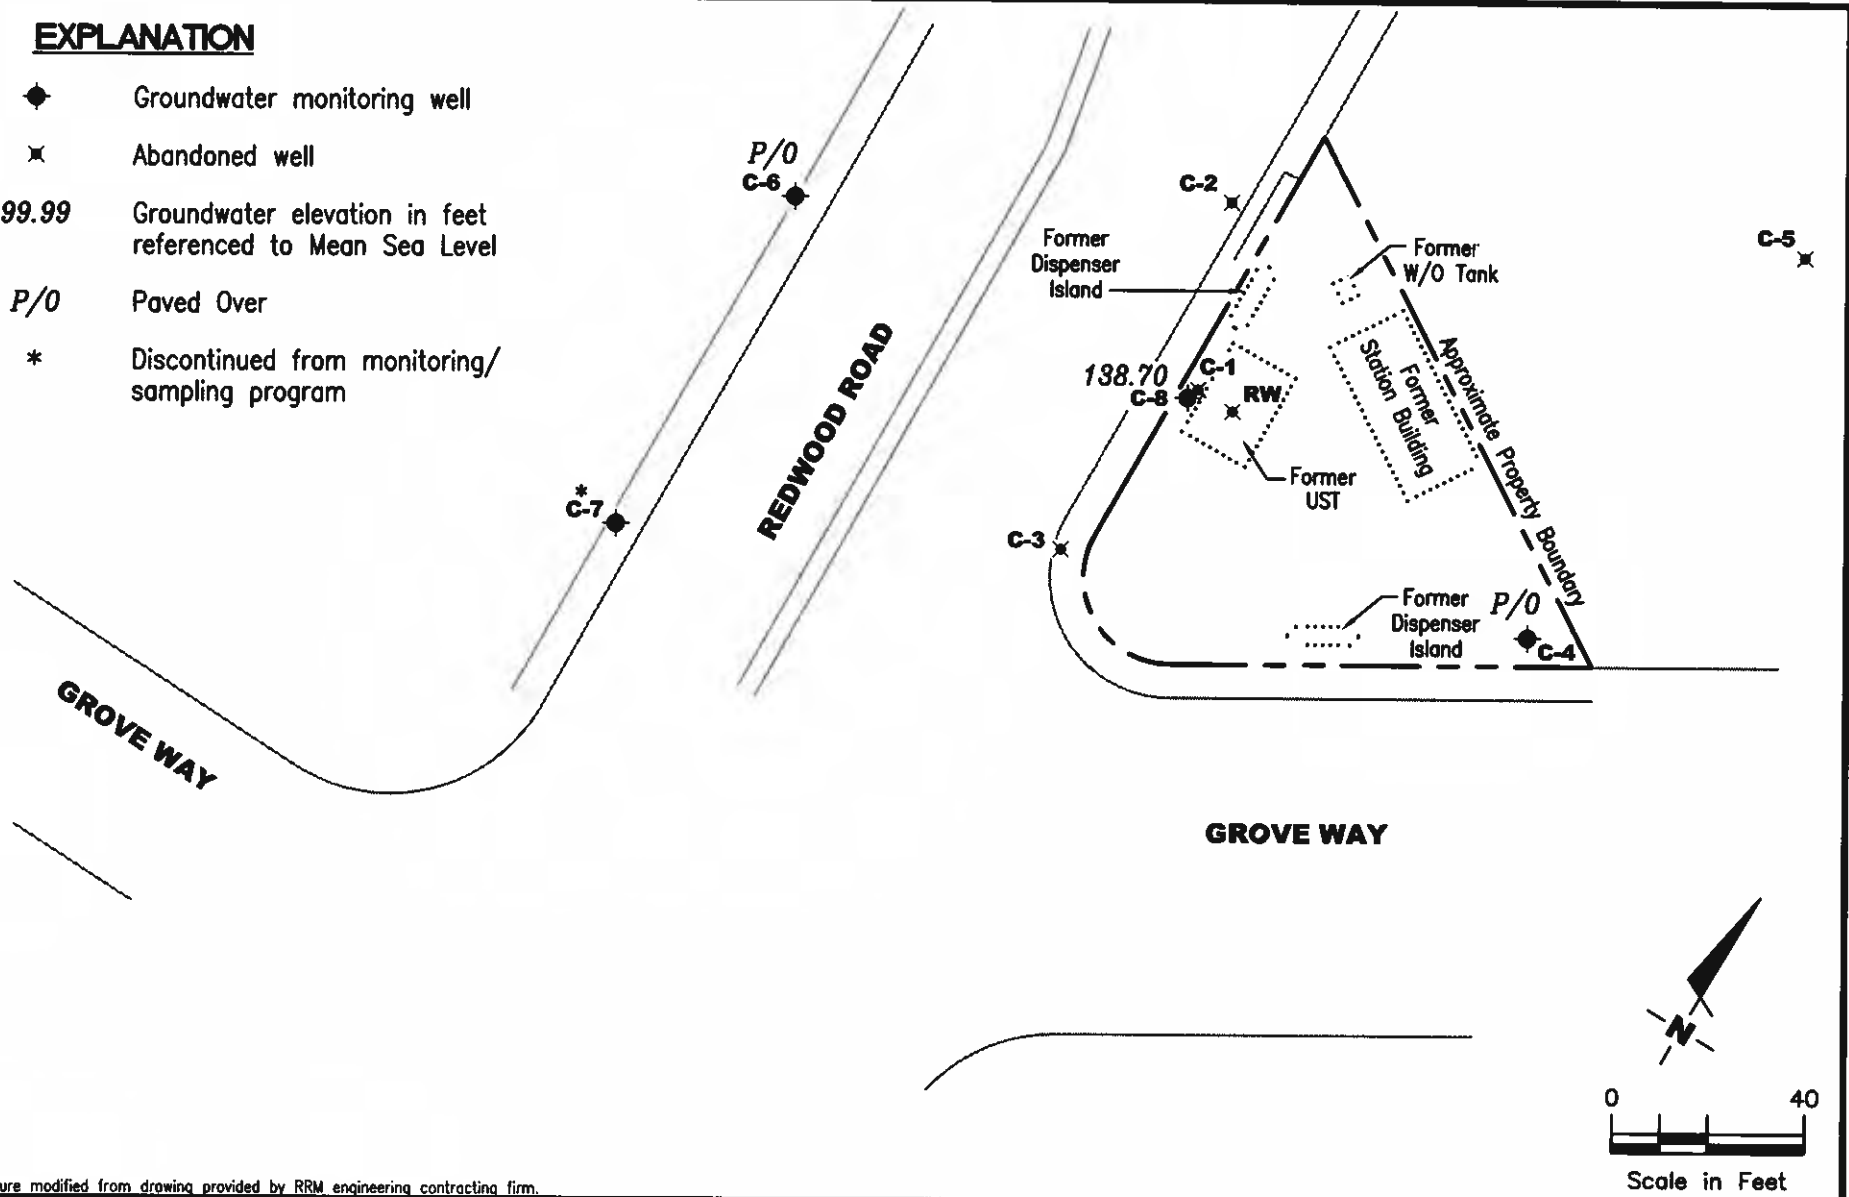 EXPLANATION
Groundwater monitoring well
Abandoned well
99.99 Groundwater elevation in feet
referenced to Mean Sea Level
P/O Paved Over
* Discontinued from monitoring/
sampling program
P/O
C-6
*
C-7
REDWOOD ROAD
C-2
C-5
Former
Dispenser
Island
Former
W/O Tank
138.70
C-1
C-8
RW
Former
Station Building
Approximate Property Boundary
Former
UST
C-3
Former
Dispenser
Island
P/O
C-4
GROVE WAY
GROVE WAY
N
0 40
Scale in Feet
ure modified from drawing provided by RRM engineering contracting firm.